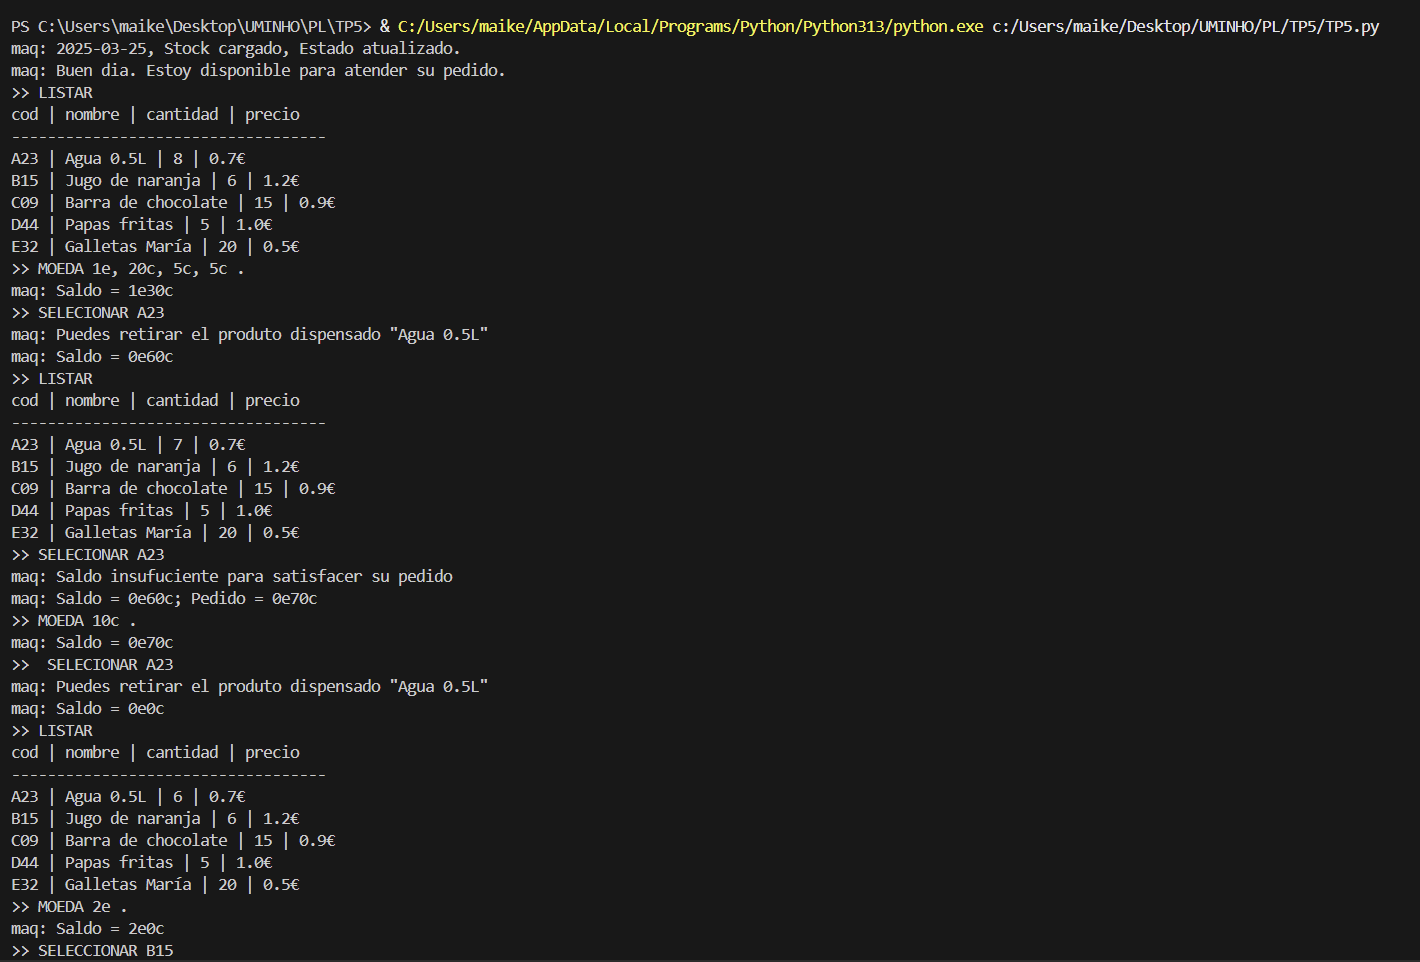 PS C:\Users\maike\Desktop\UMINHO\PL\TP5> & C:/Users/maike/AppData/Local/Programs/Python/Python313/python.exe c:/Users/maike/Desktop/UMINHO/PL/TP5/TP5.py
maq: 2025-03-25, Stock cargado, Estado atualizado.
maq: Buen dia. Estoy disponible para atender su pedido.
>> LISTAR
cod | nombre | cantidad | precio
-----------------------------------
A23 | Agua 0.5L | 8 | 0.7€
B15 | Jugo de naranja | 6 | 1.2€
C09 | Barra de chocolate | 15 | 0.9€
D44 | Papas fritas | 5 | 1.0€
E32 | Galletas María | 20 | 0.5€
>> MOEDA 1e, 20c, 5c, 5c .
maq: Saldo = 1e30c
>> SELECIONAR A23
maq: Puedes retirar el produto dispensado "Agua 0.5L"
maq: Saldo = 0e60c
>> LISTAR
cod | nombre | cantidad | precio
-----------------------------------
A23 | Agua 0.5L | 7 | 0.7€
B15 | Jugo de naranja | 6 | 1.2€
C09 | Barra de chocolate | 15 | 0.9€
D44 | Papas fritas | 5 | 1.0€
E32 | Galletas María | 20 | 0.5€
>> SELECIONAR A23
maq: Saldo insufuciente para satisfacer su pedido
maq: Saldo = 0e60c; Pedido = 0e70c
>> MOEDA 10c .
maq: Saldo = 0e70c
>>  SELECIONAR A23
maq: Puedes retirar el produto dispensado "Agua 0.5L"
maq: Saldo = 0e0c
>> LISTAR
cod | nombre | cantidad | precio
-----------------------------------
A23 | Agua 0.5L | 6 | 0.7€
B15 | Jugo de naranja | 6 | 1.2€
C09 | Barra de chocolate | 15 | 0.9€
D44 | Papas fritas | 5 | 1.0€
E32 | Galletas María | 20 | 0.5€
>> MOEDA 2e .
maq: Saldo = 2e0c
>> SELECCIONAR B15